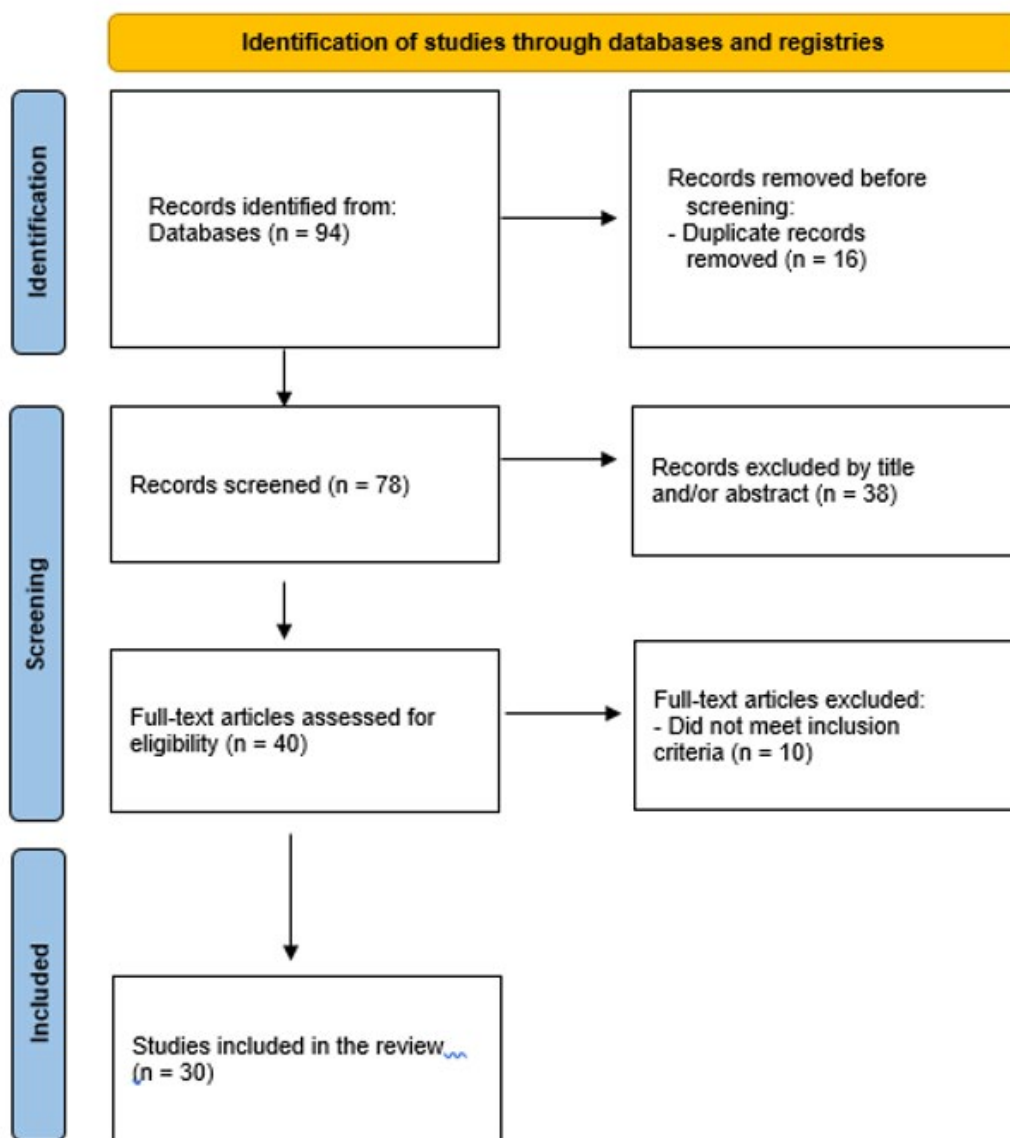 Identification of studies through databases and registries
Identification
Records identified from:
Databases (n = 94)
Records removed before
screening:
- Duplicate records
removed (n = 16)
Screening
Records screened (n = 78)
Records excluded by title
and/or abstract (n = 38)
Full-text articles assessed for
eligibility (n = 40)
Full-text articles excluded:
- Did not meet inclusion
criteria (n = 10)
Included
Studies included in the review
(n = 30)